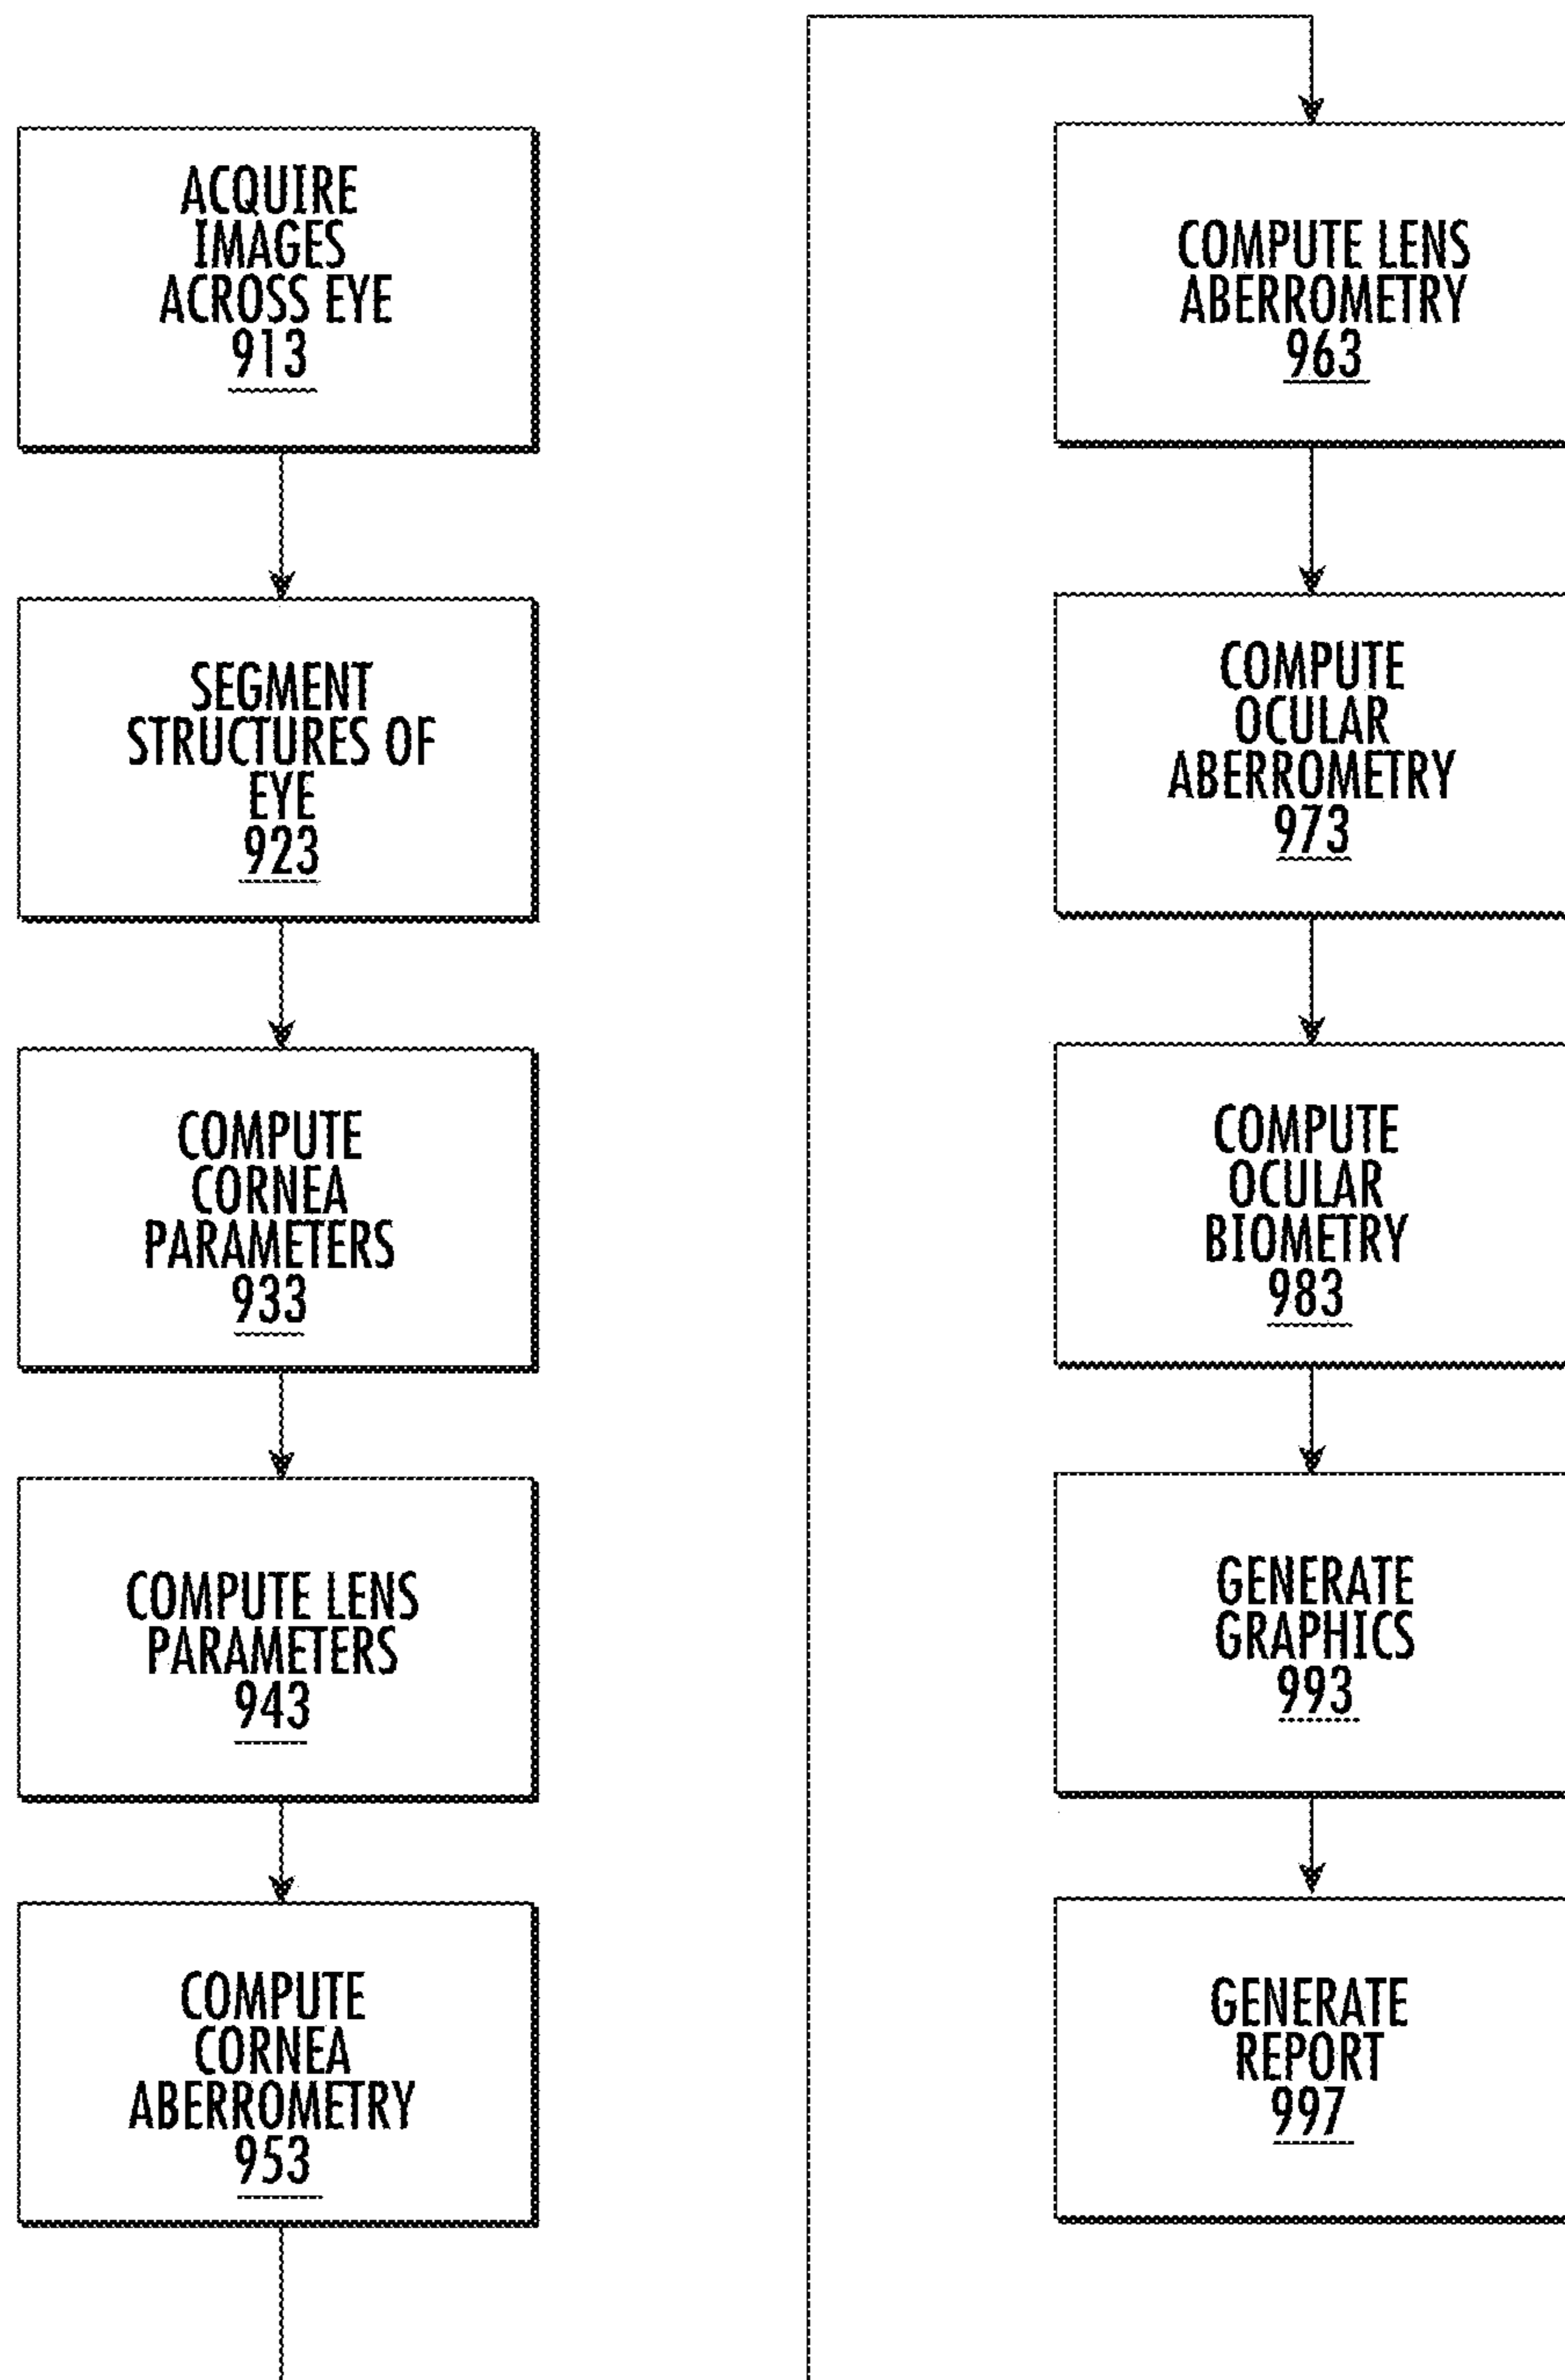 ACQUIRE
IMAGES
ACROSS EYE
913
SEGMENT
STRUCTURES OF
EYE
923
COMPUTE
CORNEA
PARAMETERS
933
COMPUTE LENS
PARAMETERS
943
COMPUTE
CORNEA
ABERROMETRY
953
COMPUTE LENS
ABERROMETRY
963
COMPUTE
OCULAR
ABERROMETRY
973
COMPUTE
OCULAR
BIOMETRY
983
GENERATE
GRAPHICS
993
GENERATE
REPORT
997